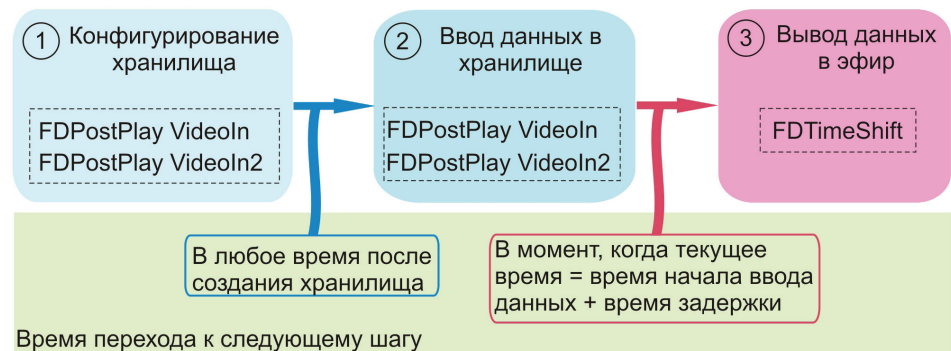 1 Конфигурирование
хранилища
FDPostPlay VideoIn
FDPostPlay VideoIn2
2 Ввод данных в
хранилище
FDPostPlay VideoIn
FDPostPlay VideoIn2
3 Вывод данных
в эфир
FDTimeShift
В любое время после
создания хранилища
В момент, когда текущее
время = время начала ввода
данных + время задержки
Время перехода к следующему шагу